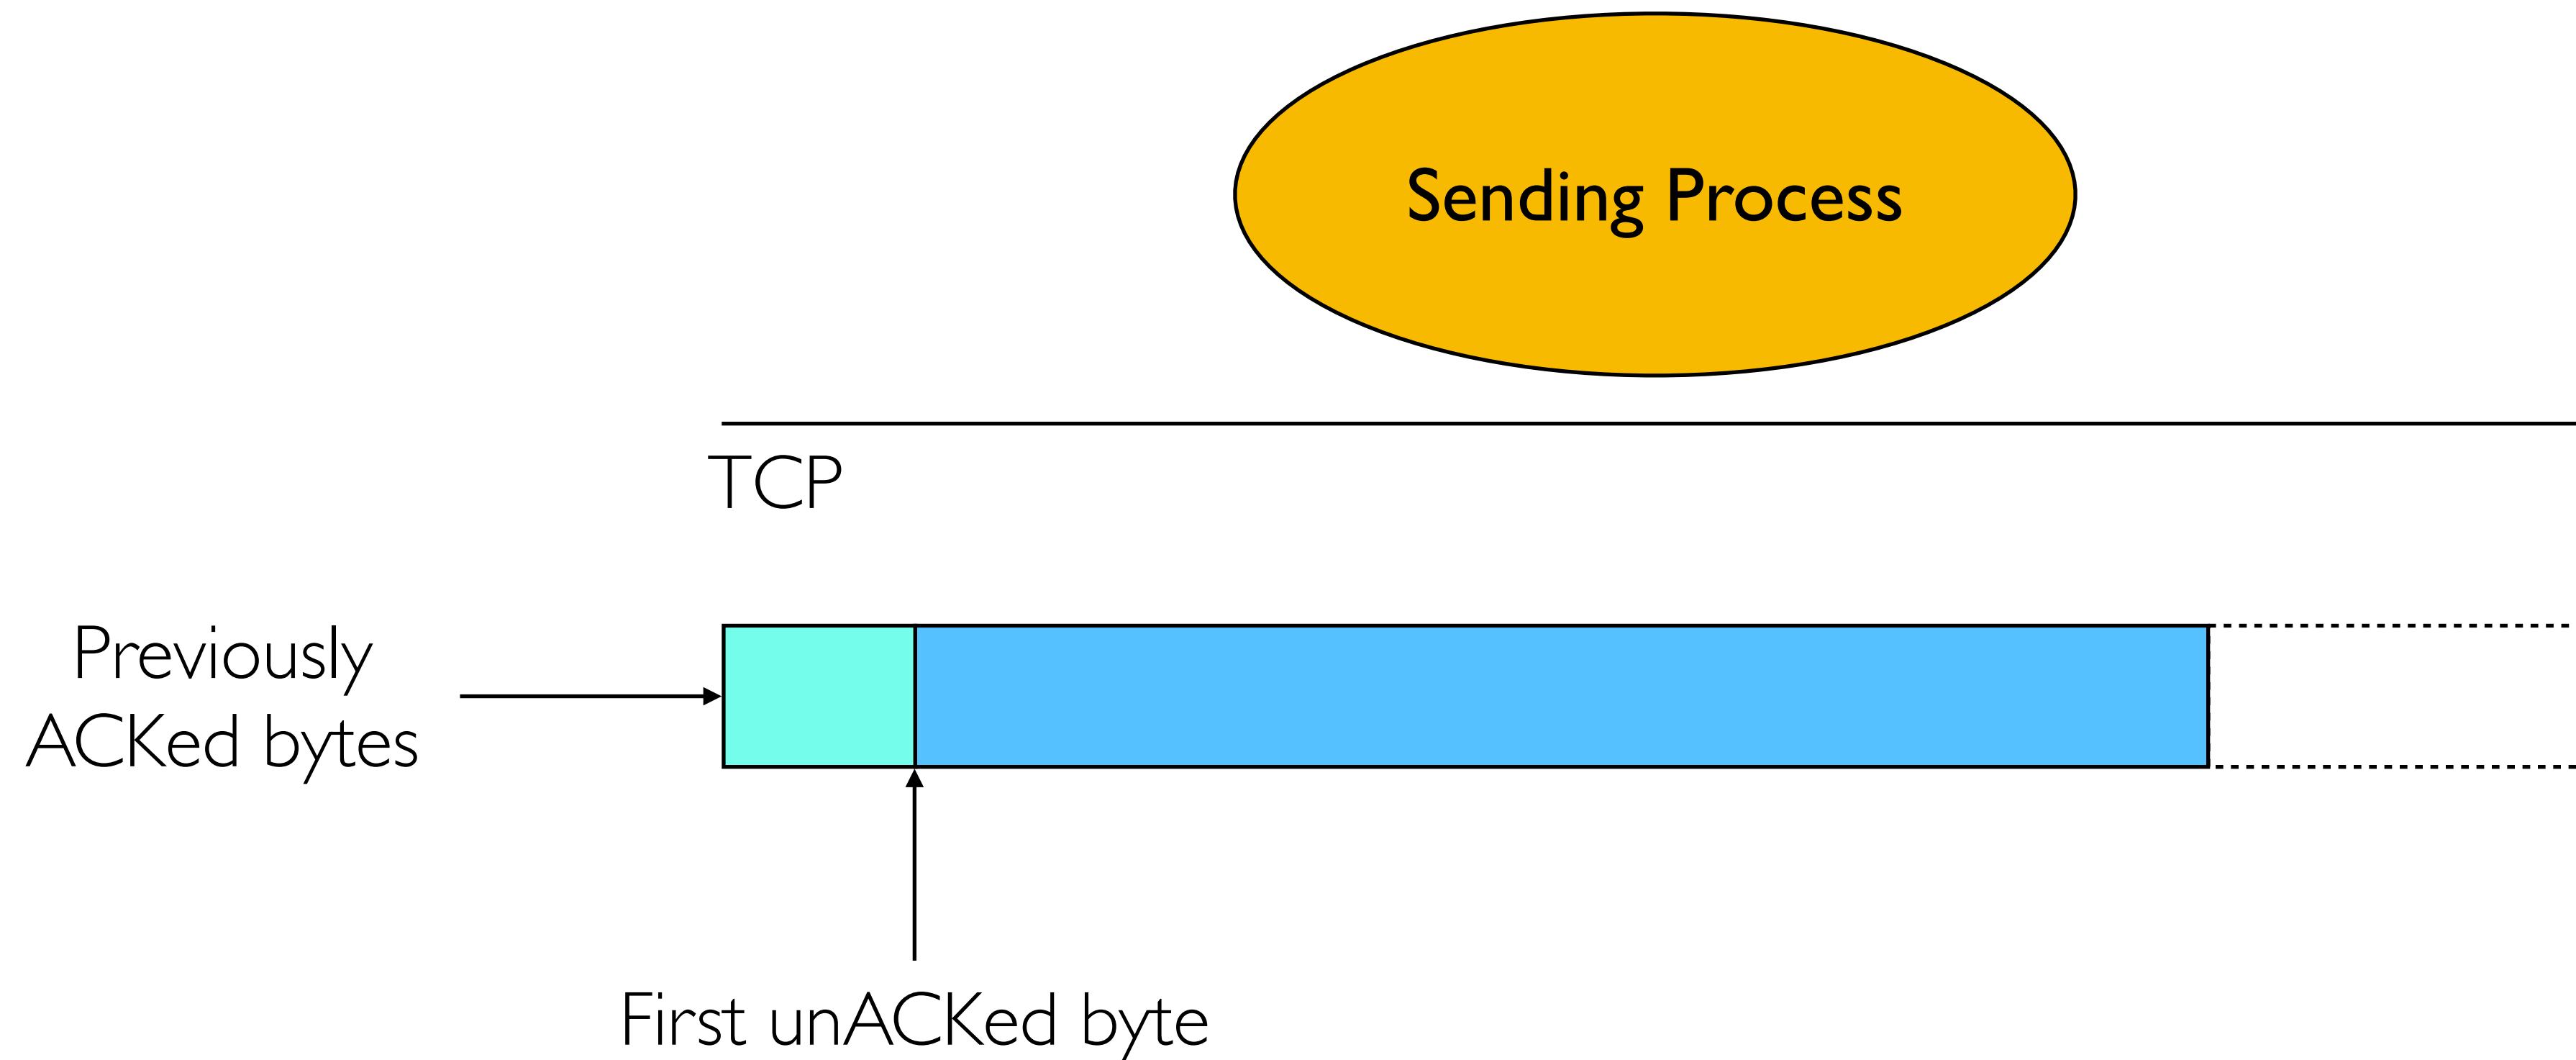 Sending Process
TCP
Previously
ACKed bytes
First unACKed byte